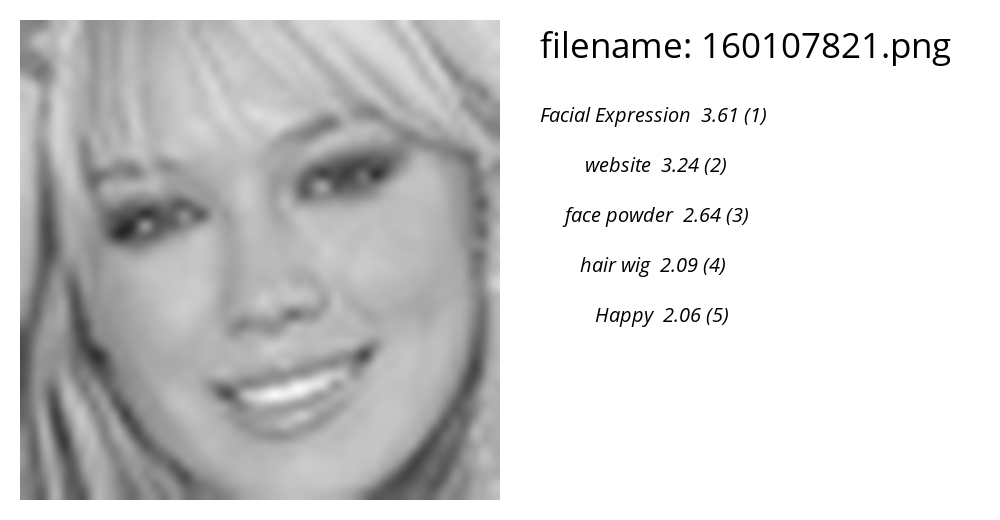 filename: 160107821.png
Facial Expression 3.61 (1)
website 3.24 (2)
face powder 2.64 (3)
hair wig 2.09 (4)
Happy 2.06 (5)